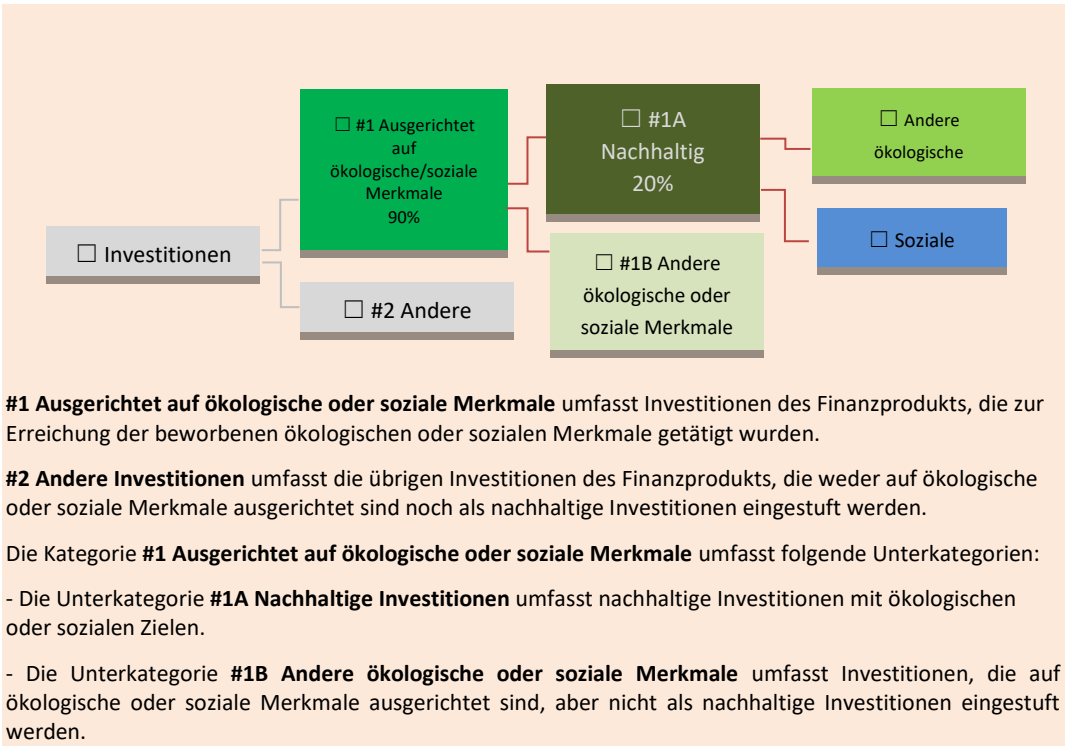 ☐ #1 Ausgerichtet
auf
ökologische/soziale
Merkmale
90%
☐ #1A
Nachhaltig
20%
☐ Andere
ökologische
☐ Soziale
☐ Investitionen
☐ #1B Andere
ökologische oder
soziale Merkmale
☐ #2 Andere
#1 Ausgerichtet auf ökologische oder soziale Merkmale umfasst Investitionen des Finanzprodukts, die zur
Erreichung der beworbenen ökologischen oder sozialen Merkmale getätigt wurden.
#2 Andere Investitionen umfasst die übrigen Investitionen des Finanzprodukts, die weder auf ökologische
oder soziale Merkmale ausgerichtet sind noch als nachhaltige Investitionen eingestuft werden.
Die Kategorie #1 Ausgerichtet auf ökologische oder soziale Merkmale umfasst folgende Unterkategorien:
- Die Unterkategorie #1A Nachhaltige Investitionen umfasst nachhaltige Investitionen mit ökologischen
oder sozialen Zielen.
- Die Unterkategorie #1B Andere ökologische oder soziale Merkmale umfasst Investitionen, die auf
ökologische oder soziale Merkmale ausgerichtet sind, aber nicht als nachhaltige Investitionen eingestuft
werden.